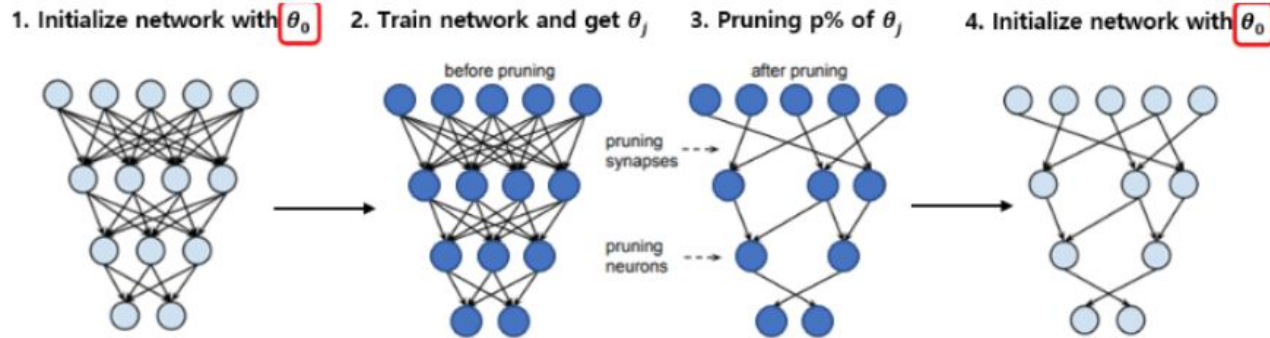 1. Initialize network with θ₀
2. Train network and get θⱼ
3. Pruning p% of θⱼ
4. Initialize network with θ₀
before pruning
after pruning
pruning
synapses
pruning
neurons